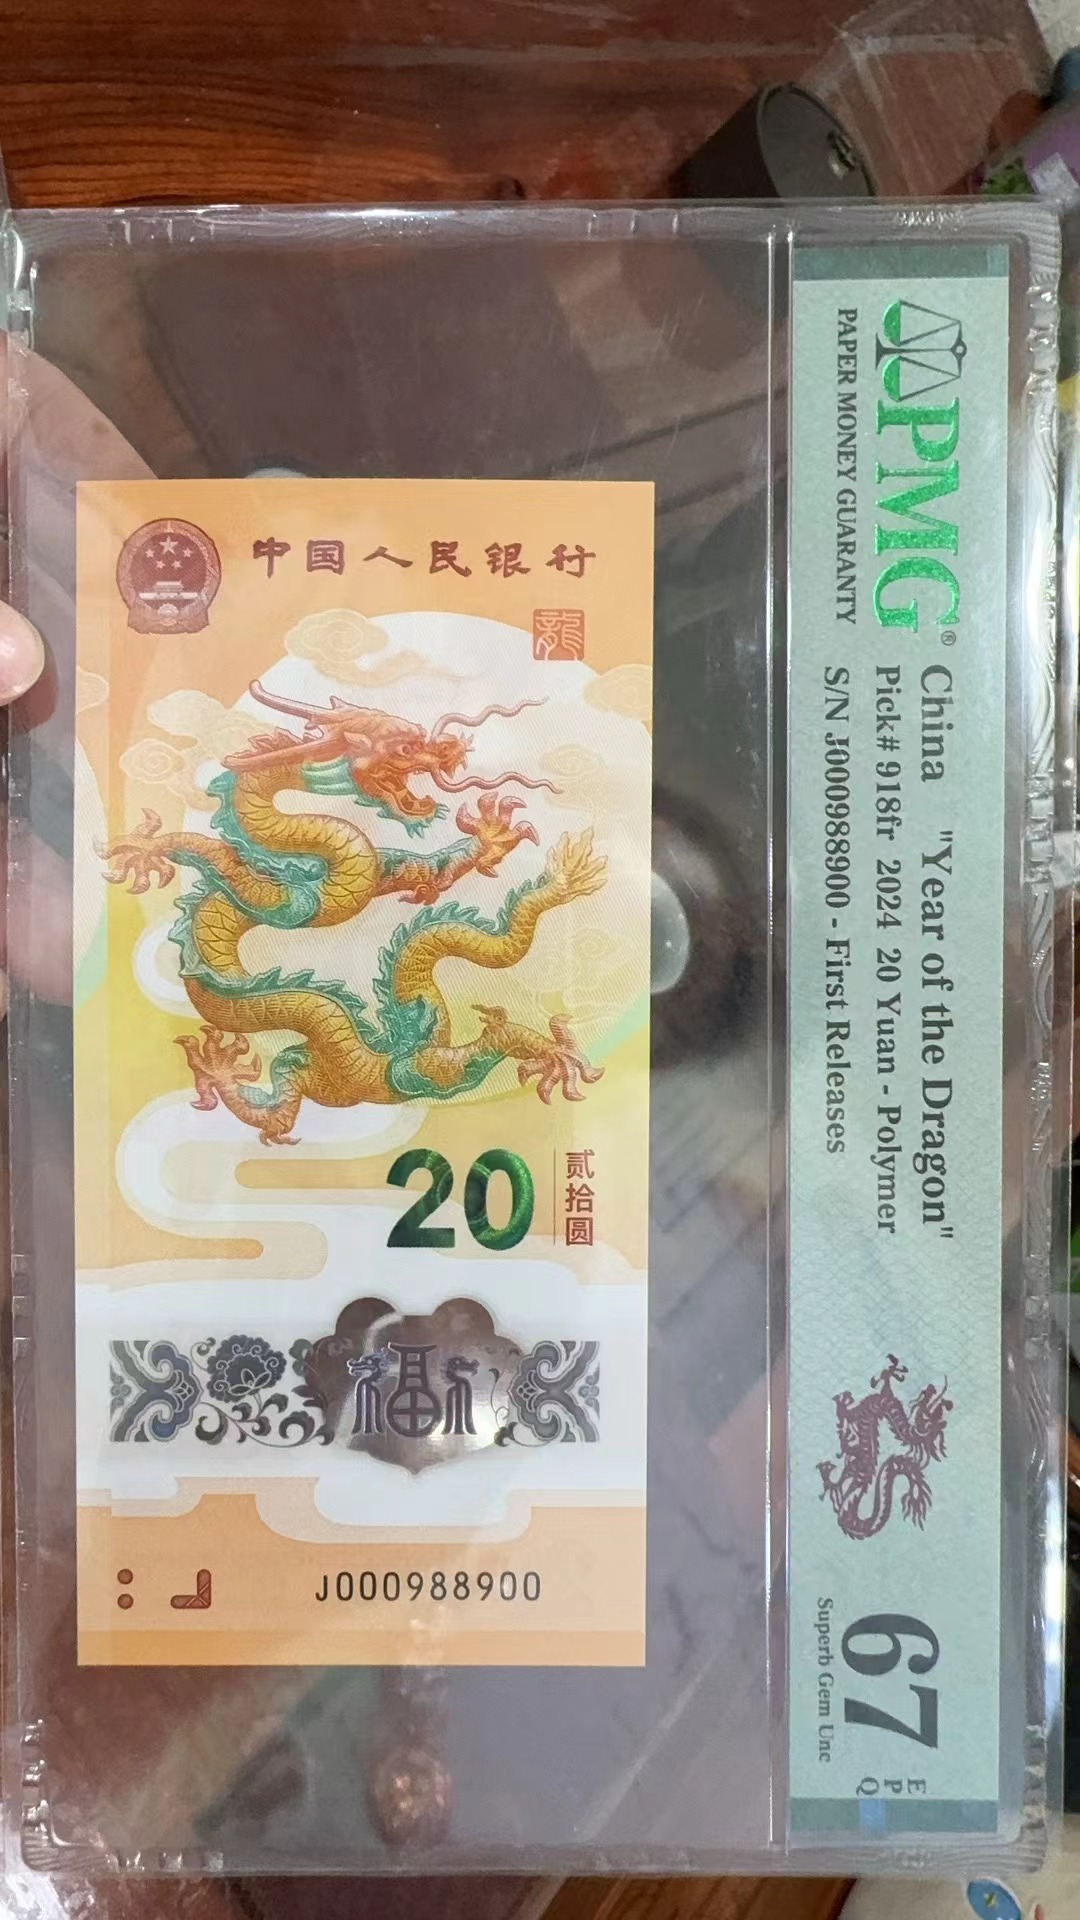 中国人民银行
龍
20
贰拾圆
福
J000988900
PMG®
PAPER MONEY GUARANTY
China "Year of the Dragon"
Pick# 918fr 2024 20 Yuan - Polymer
S/N J000988900 - First Releases
67
EPQ
Superb Gem Unc